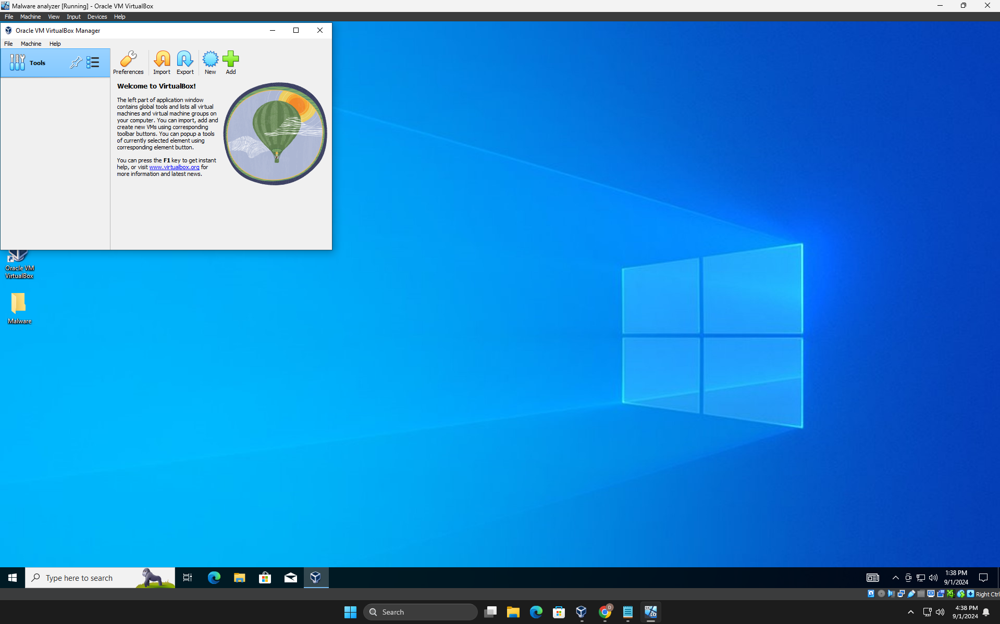 Malware analyzer [Running] - Oracle VM VirtualBox
File Machine View Input Devices Help
Oracle VM VirtualBox Manager
File Machine Help
Tools
Preferences Import Export New Add
Welcome to VirtualBox!
The left part of application window
contains global tools and lists all virtual
machines and virtual machine groups on
your computer. You can import, add and
create new VMs using corresponding
toolbar buttons. You can popup a tools
of currently selected element using
corresponding element button.
You can press the F1 key to get instant
help, or visit www.virtualbox.org for
more information and latest news.
Oracle VM
VirtualBox
Malware
Type here to search
1:38 PM
9/1/2024
Right Ctrl
Search
D
64
10
4:38 PM
9/1/2024